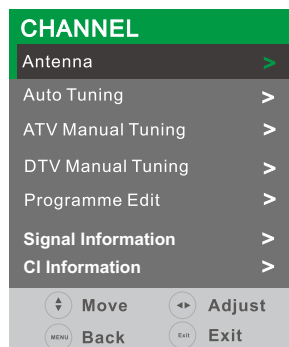 CHANNEL
Antenna >
Auto Tuning >
ATV Manual Tuning >
DTV Manual Tuning >
Programme Edit >
Signal Information >
CI Information >
Move Adjust
MENU Back Exit Exit